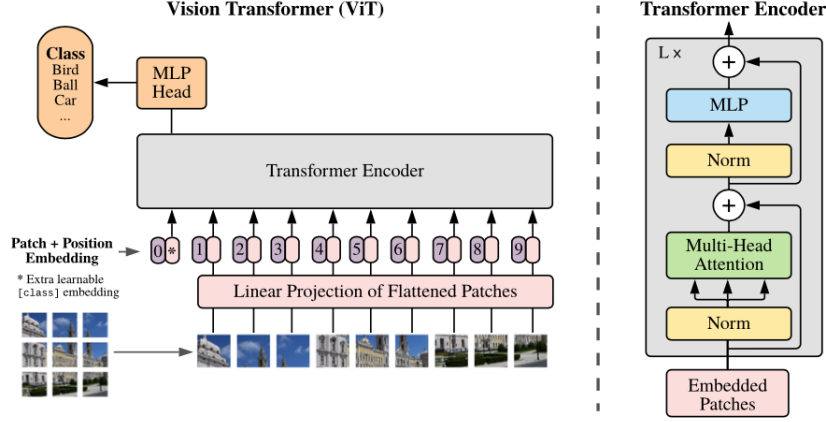 Vision Transformer (ViT)
Class
Bird
Ball
Car
...
MLP
Head
Transformer Encoder
Patch + Position
Embedding
0 * 1 2 3 4 5 6 7 8 9
* Extra learnable
[class] embedding
Linear Projection of Flattened Patches
Transformer Encoder
L ×
+
MLP
Norm
+
Multi-Head
Attention
Norm
Embedded
Patches